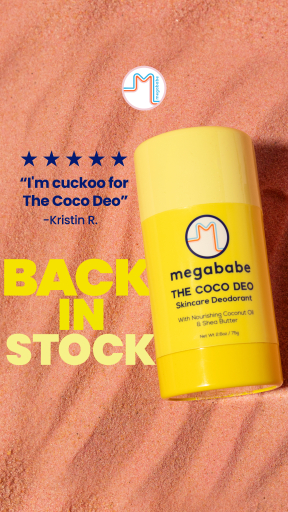 megababe
★★★★★
“I'm cuckoo for
The Coco Deo”
-Kristin R.
BACK
IN
STOCK
megababe
THE COCO DEO
Skincare Deodorant
With Nourishing Coconut Oil
& Shea Butter